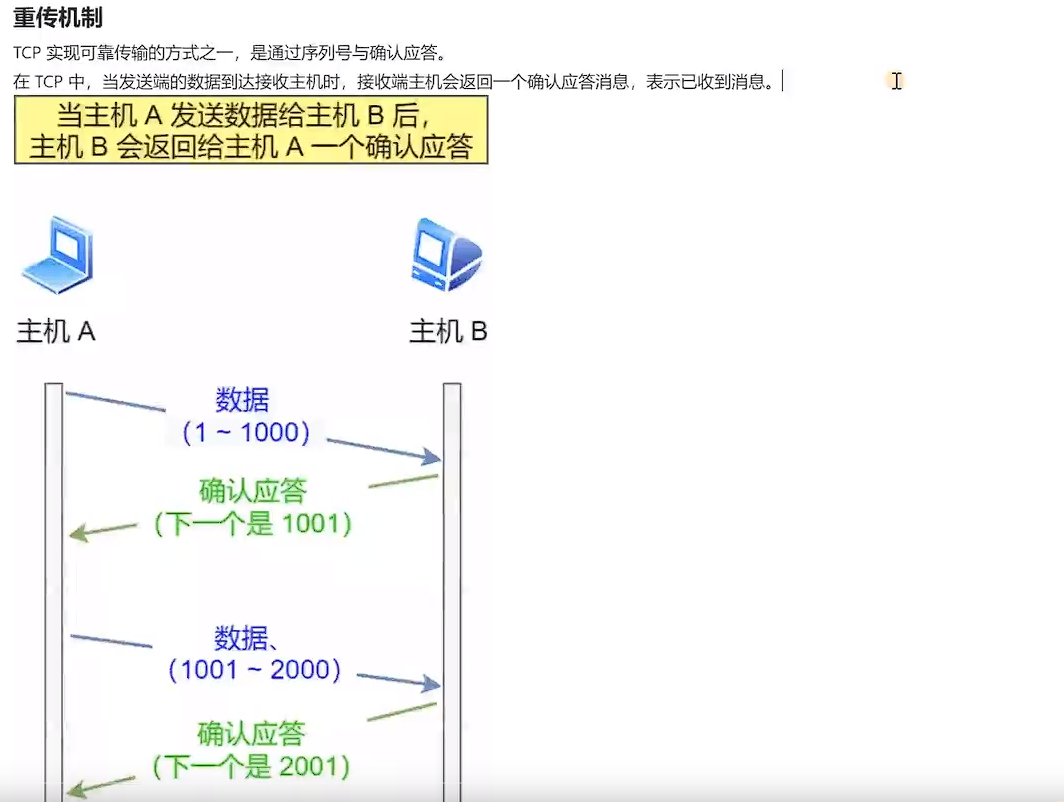 重传机制
TCP 实现可靠传输的方式之一，是通过序列号与确认应答。
在 TCP 中，当发送端的数据到达接收主机时，接收端主机会返回一个确认应答消息，表示已收到消息。
当主机 A 发送数据给主机 B 后，
主机 B 会返回给主机 A 一个确认应答
主机 A
主机 B
数据
（1 ~ 1000）
确认应答
（下一个是 1001）
数据、
（1001 ~ 2000）
确认应答
（下一个是 2001）